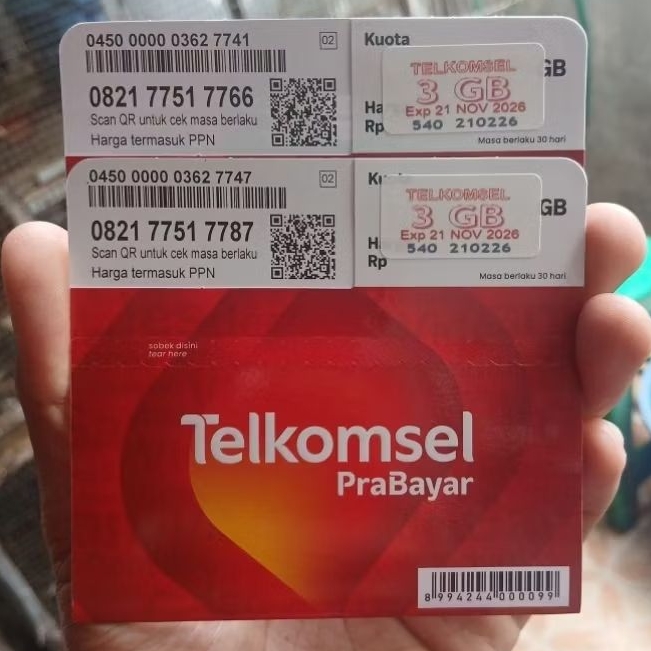 0450 0000 0362 7741
02
0821 7751 7766
Scan QR untuk cek masa berlaku
Harga termasuk PPN
Kuota
GB
TELKOMSEL
3 GB
Exp 21 NOV 2026
540 210226
Rp
Masa berlaku 30 hari
0450 0000 0362 7747
02
0821 7751 7787
Scan QR untuk cek masa berlaku
Harga termasuk PPN
GB
TELKOMSEL
3 GB
Exp 21 NOV 2026
540 210226
Rp
Masa berlaku 30 hari
sobek disini
tear here
Telkomsel
PraBayar
8 994244 000099